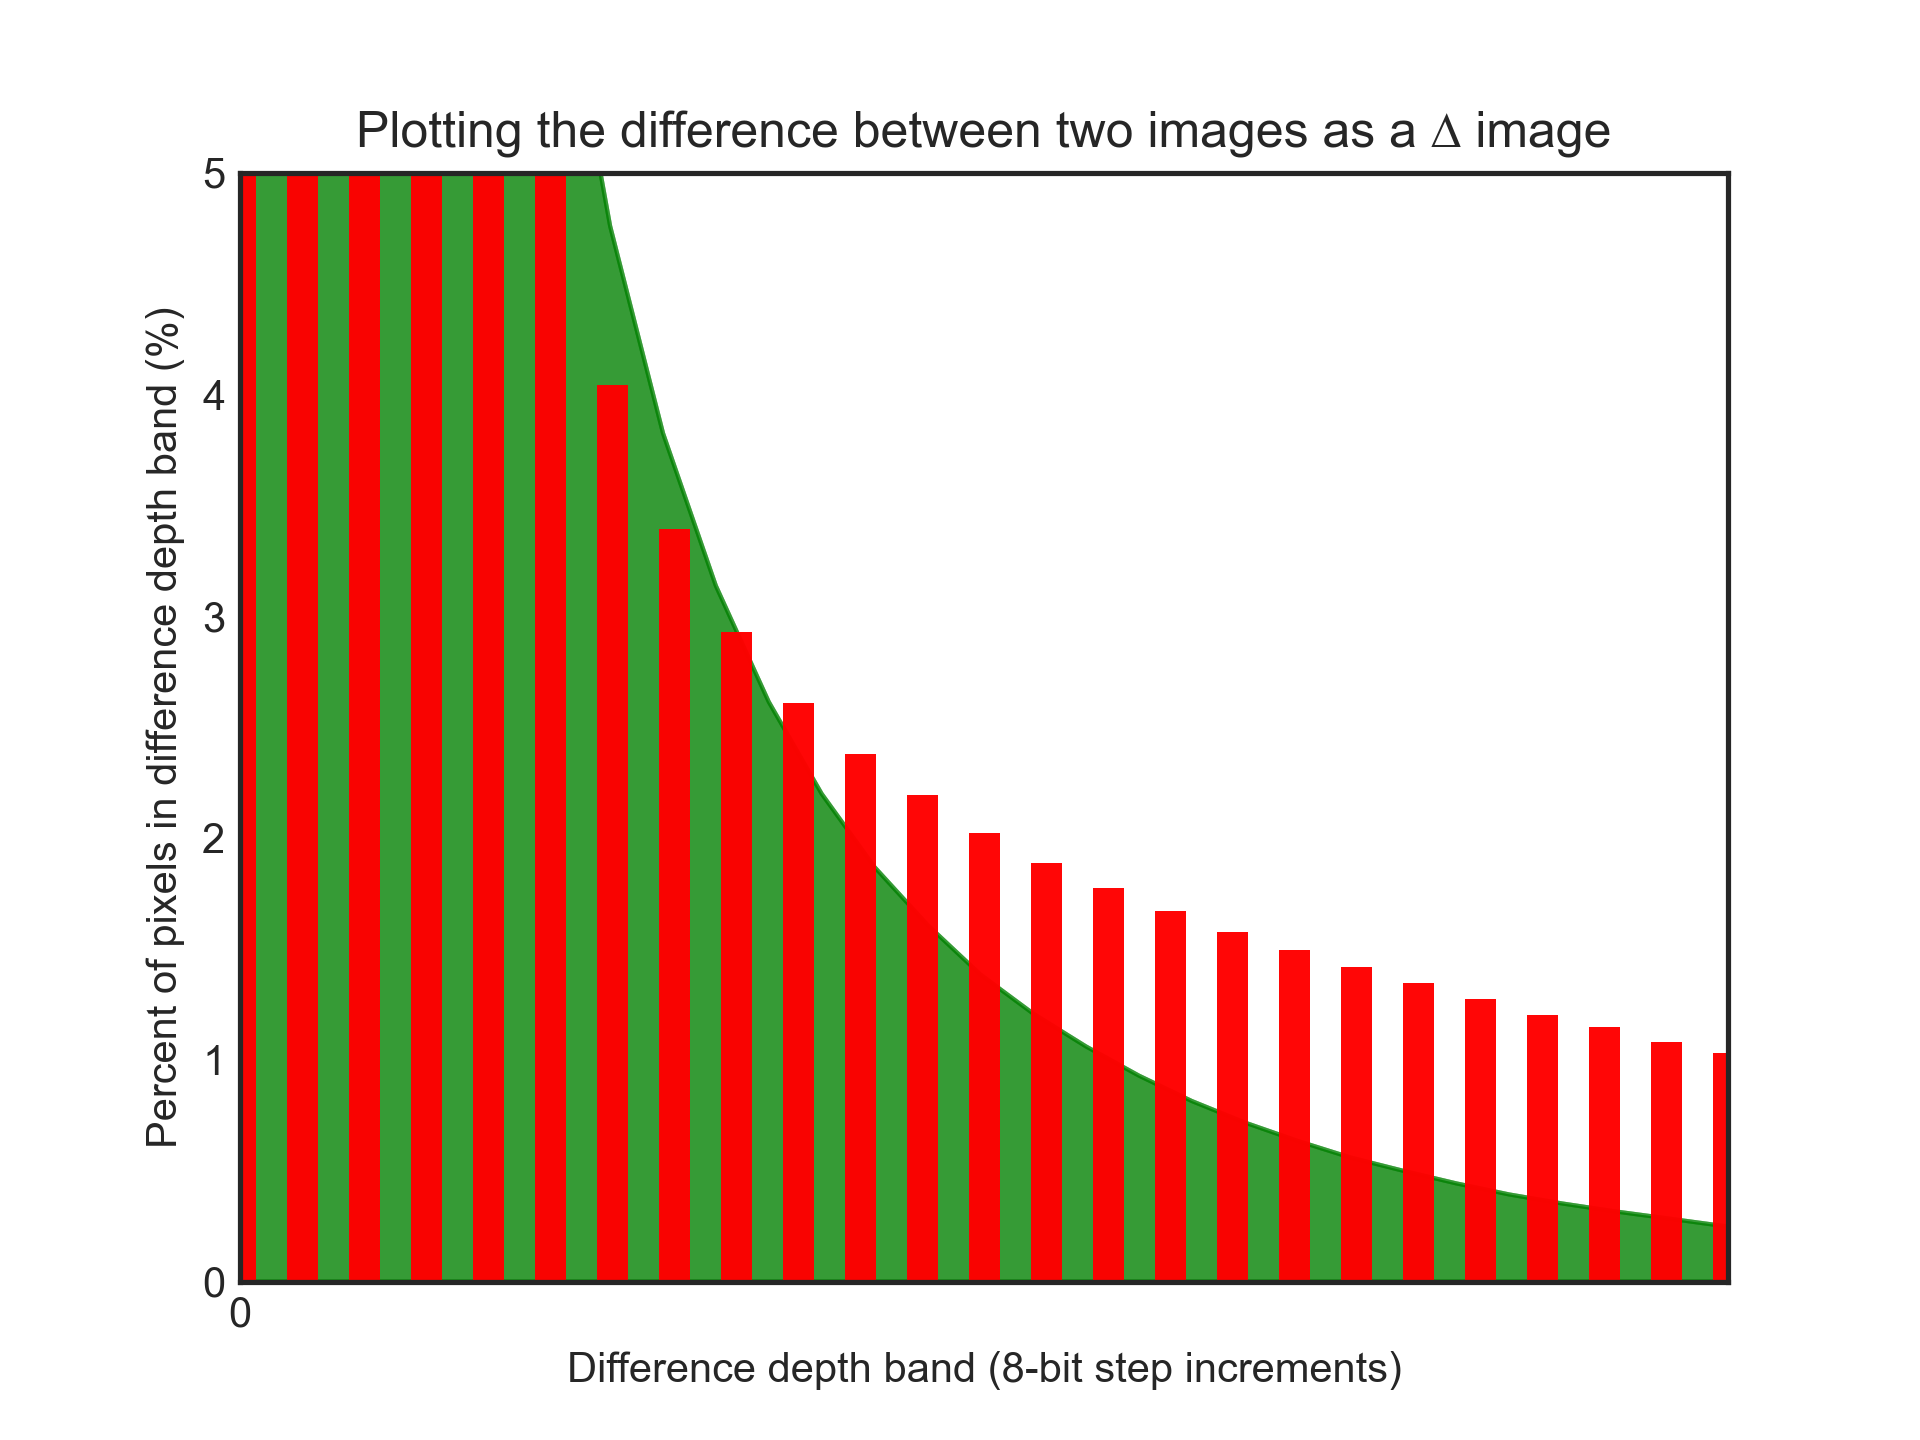 Plotting the difference between two images as a Δ image
5
4
3
2
1
0
0
Percent of pixels in difference depth band (%)
Difference depth band (8-bit step increments)